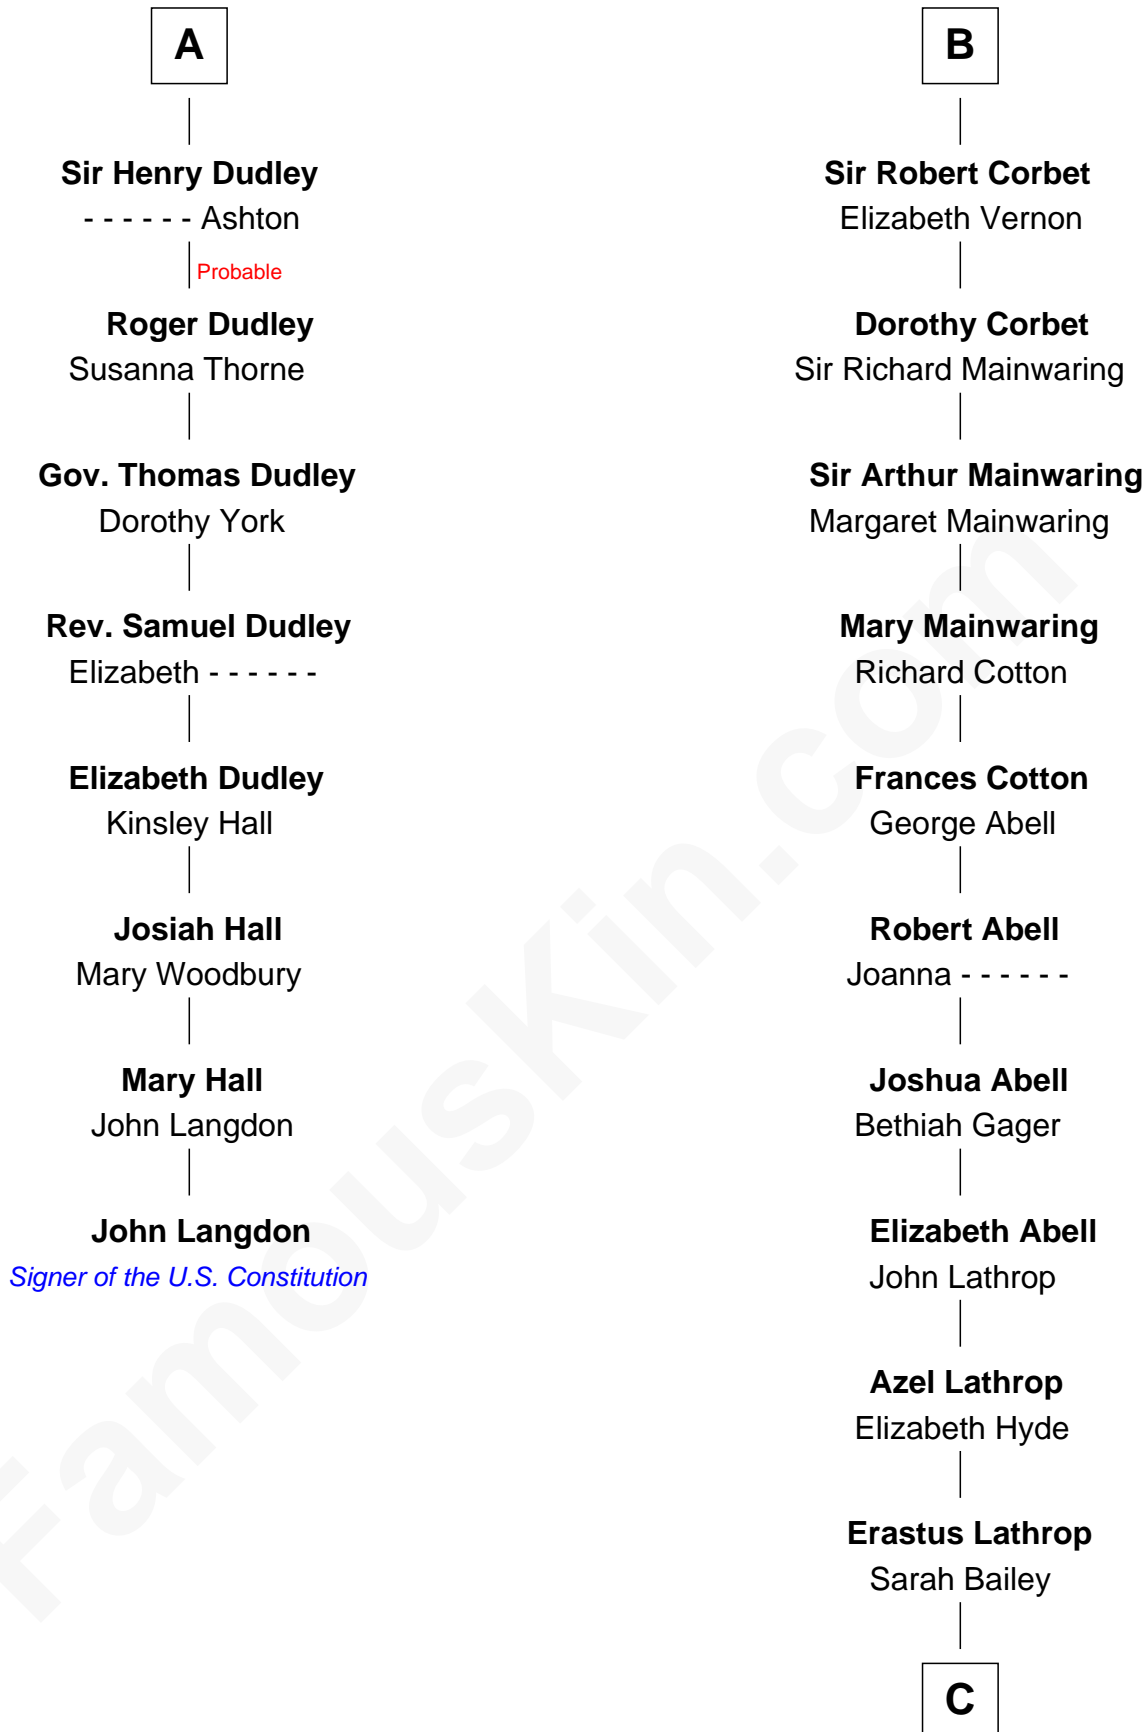 A
Sir Henry Dudley
- - - - - - Ashton
Probable
Roger Dudley
Susanna Thorne
Gov. Thomas Dudley
Dorothy York
Rev. Samuel Dudley
Elizabeth - - - - - -
Elizabeth Dudley
Kinsley Hall
Josiah Hall
Mary Woodbury
Mary Hall
John Langdon
John Langdon
Signer of the U.S. Constitution
B
Sir Robert Corbet
Elizabeth Vernon
Dorothy Corbet
Sir Richard Mainwaring
Sir Arthur Mainwaring
Margaret Mainwaring
Mary Mainwaring
Richard Cotton
Frances Cotton
George Abell
Robert Abell
Joanna - - - - - -
Joshua Abell
Bethiah Gager
Elizabeth Abell
John Lathrop
Azel Lathrop
Elizabeth Hyde
Erastus Lathrop
Sarah Bailey
C
FamousKin.com